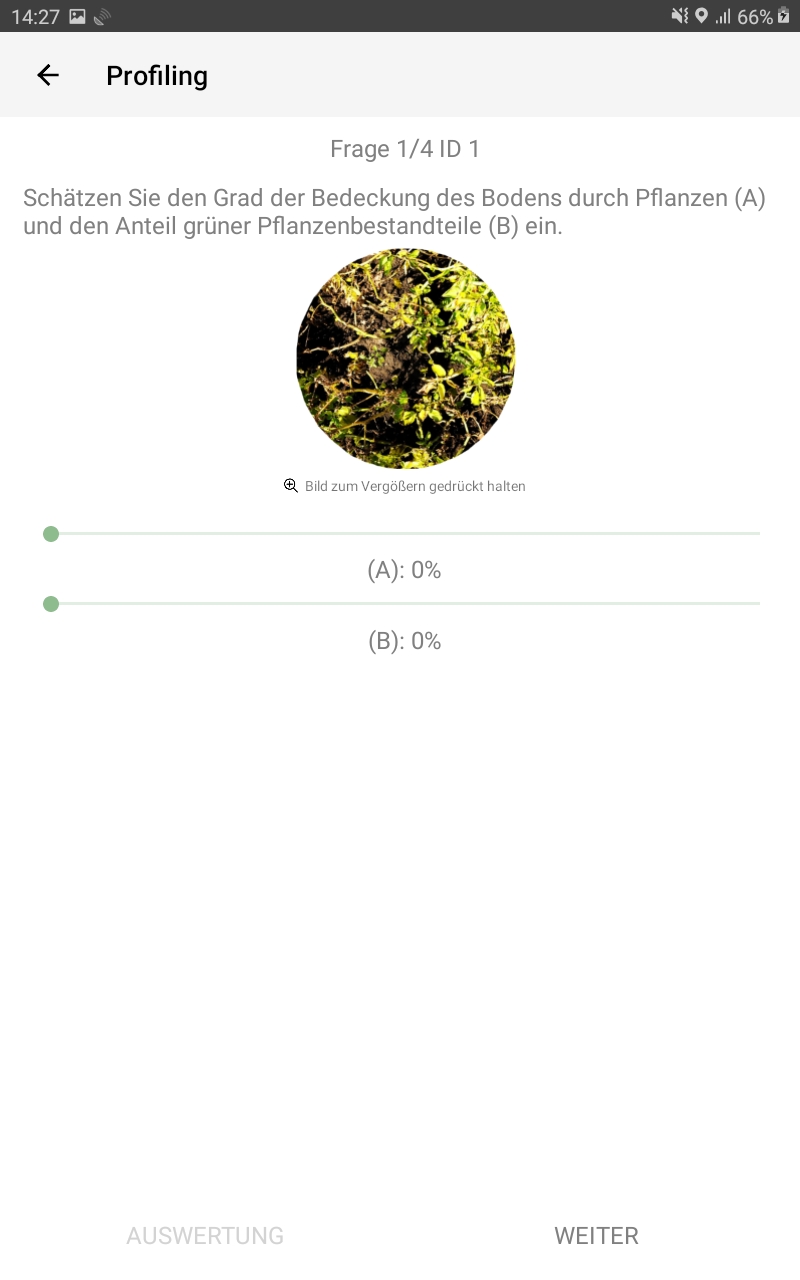 14:27 66%
Profiling
Frage 1/4 ID 1
Schätzen Sie den Grad der Bedeckung des Bodens durch Pflanzen (A)
und den Anteil grüner Pflanzenbestandteile (B) ein.
Bild zum Vergößern gedrückt halten
(A): 0%
(B): 0%
AUSWERTUNG WEITER